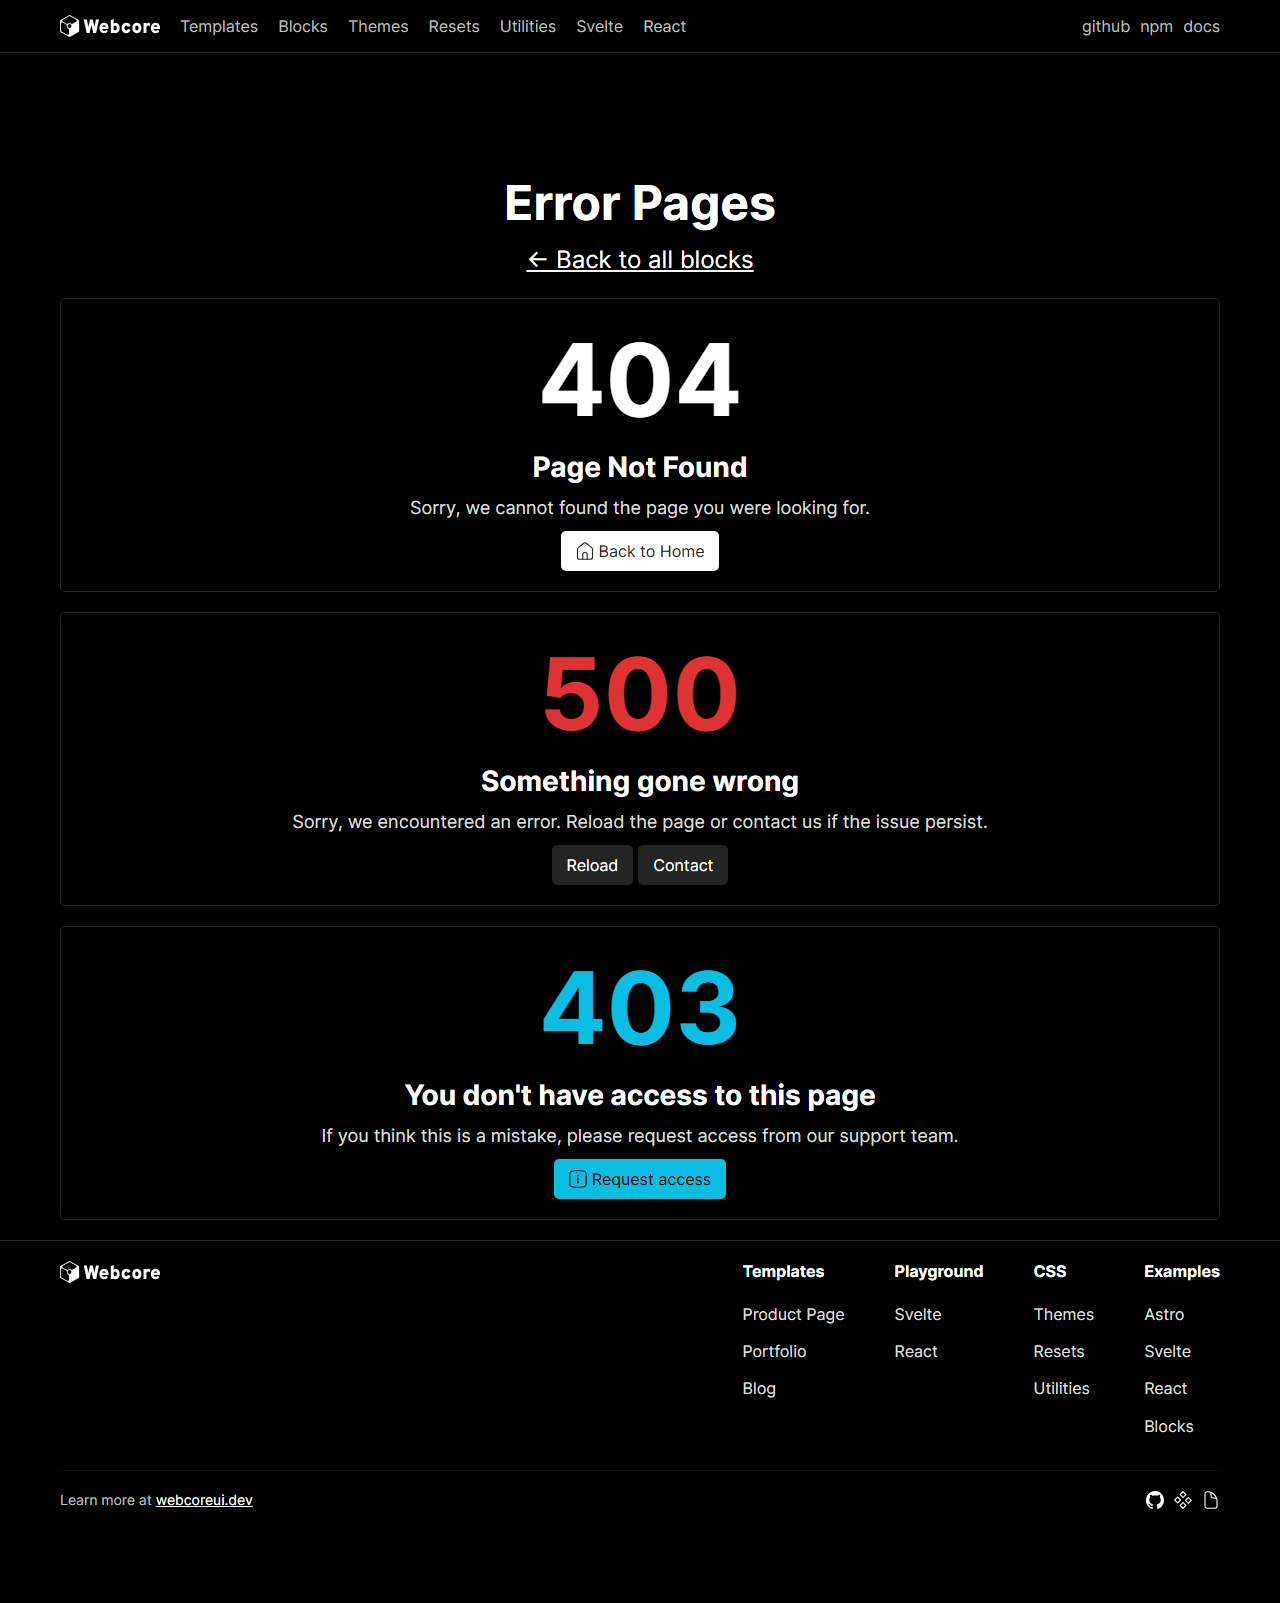 Webcore Templates Blocks Themes Resets Utilities Svelte React github npm docs
Error Pages
← Back to all blocks
404
Page Not Found
Sorry, we cannot found the page you were looking for.
Back to Home
500
Something gone wrong
Sorry, we encountered an error. Reload the page or contact us if the issue persist.
Reload Contact
403
You don't have access to this page
If you think this is a mistake, please request access from our support team.
Request access
Webcore
Templates
Product Page
Portfolio
Blog
Playground
Svelte
React
CSS
Themes
Resets
Utilities
Examples
Astro
Svelte
React
Blocks
Learn more at webcoreui.dev